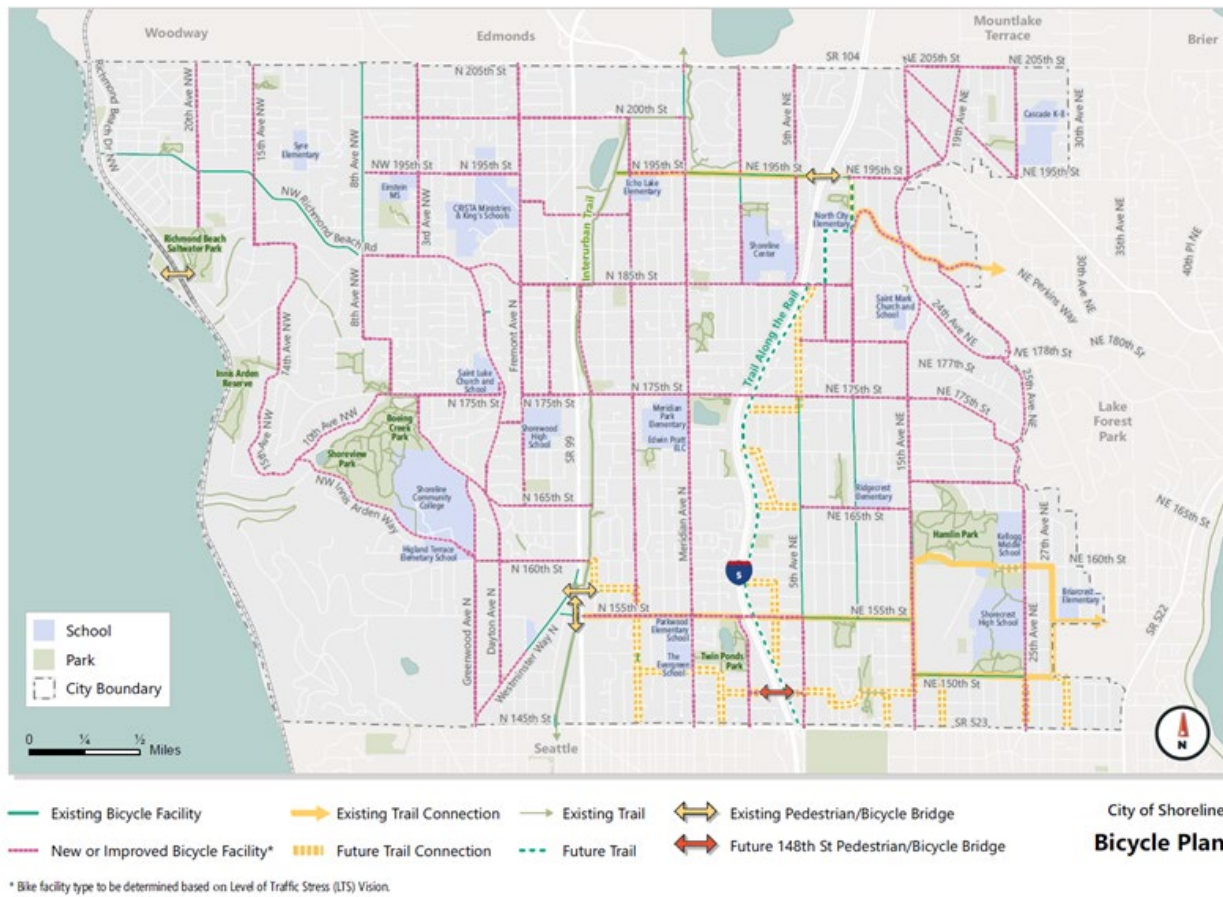 Woodway
Edmonds
Mountlake
Terrace
Brier
SR 104
N 205th St
NE 205th St
NE 205th St
Richmond Beach Dr NW
20th Ave NW
15th Ave NW
8th Ave NW
N 200th St
5th Ave NE
19th Ave NE
30th Ave NE
Cascade K-8
Syre
Elementary
NW 195th St
N 195th St
N 195th St
NE 195th St
NE 195th St
NE 195th St
Einstein
MS
3rd Ave NW
CRISTA Ministries
& King's Schools
Echo Lake
Elementary
Interurban Trail
North City
Elementary
Shoreline
Center
NW Richmond Beach Rd
Richmond Beach
Saltwater Park
35th Ave NE
40th Pl NE
NE Perkins Way
N 185th St
8th Ave NW
Fremont Ave N
Trail Along the Rail
Saint Mark
Church and
School
24th Ave NE
NE 180th St
NE 178th St
NE 177th St
Innis Arden
Reserve
Saint Luke
Church and
School
N 175th St
N 175th St
N 175th St
NE 175th St
NE 175th St
25th Ave NE
10th Ave NW
15th Ave NW
Boeing
Creek
Park
Shoreview
Park
Shorewood
High
School
SR 99
Meridian Park
Elementary
Edwin Pratt
ELC
15th Ave NE
Lake
Forest
Park
Shoreline
Community
College
NW Innis Arden Way
N 165th St
Ridgecrest
Elementary
NE 165th St
NE 165th St
Meridian Ave N
Hamlin Park
Kellogg
Middle
School
27th Ave NE
NE 160th St
Higland Terrace
Elemetary School
N 160th St
5
5th Ave NE
Briarcrest
Elementary
SR 522
N 155th St
NE 155th St
Greenwood Ave N
Dayton Ave N
Westminster Way N
Parkwood
Elementary
School
The
Evergreen
School
Twin Ponds
Park
Shorecrest
High School
25th Ave NE
NE 150th St
N 145th St
SR 523
Seattle
School
Park
City Boundary
0 ¼ ½ Miles
N
Existing Bicycle Facility
Existing Trail Connection
Existing Trail
Existing Pedestrian/Bicycle Bridge
City of Shoreline
New or Improved Bicycle Facility*
Future Trail Connection
Future Trail
Future 148th St Pedestrian/Bicycle Bridge
Bicycle Plan
* Bike facility type to be determined based on Level of Traffic Stress (LTS) Vision.